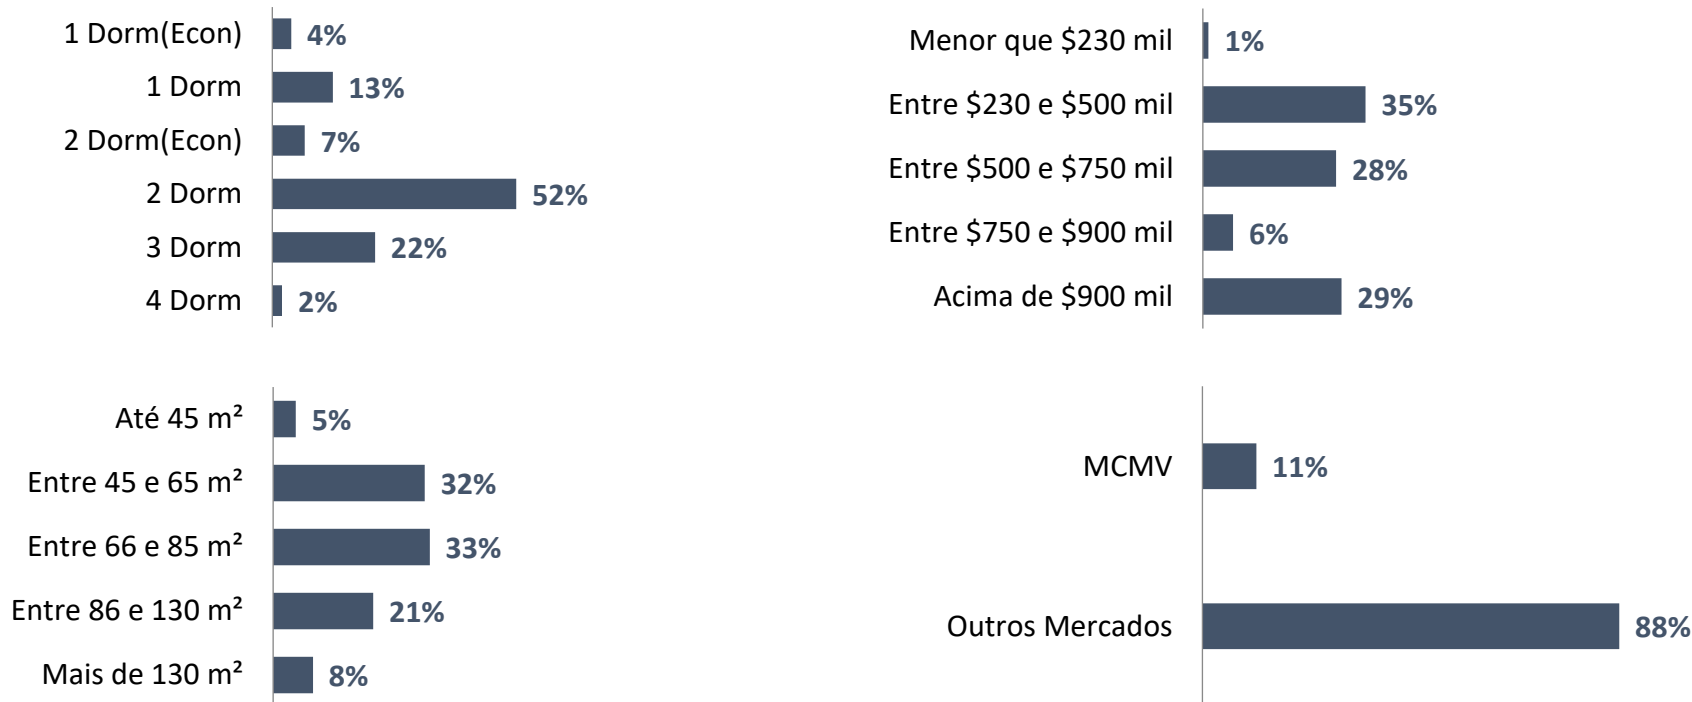 1 Dorm(Econ) 4%
1 Dorm 13%
2 Dorm(Econ) 7%
2 Dorm 52%
3 Dorm 22%
4 Dorm 2%
Menor que $230 mil 1%
Entre $230 e $500 mil 35%
Entre $500 e $750 mil 28%
Entre $750 e $900 mil 6%
Acima de $900 mil 29%
Até 45 m² 5%
Entre 45 e 65 m² 32%
Entre 66 e 85 m² 33%
Entre 86 e 130 m² 21%
Mais de 130 m² 8%
MCMV 11%
Outros Mercados 88%